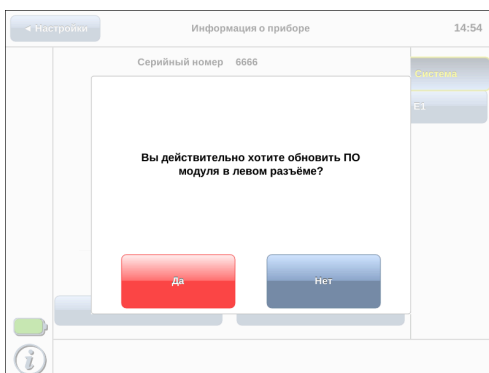 ◄ Настройки
Информация о приборе
14:54
Серийный номер 6666
Система
E1
Вы действительно хотите обновить ПО
модуля в левом разъёме?
Да
Нет
i